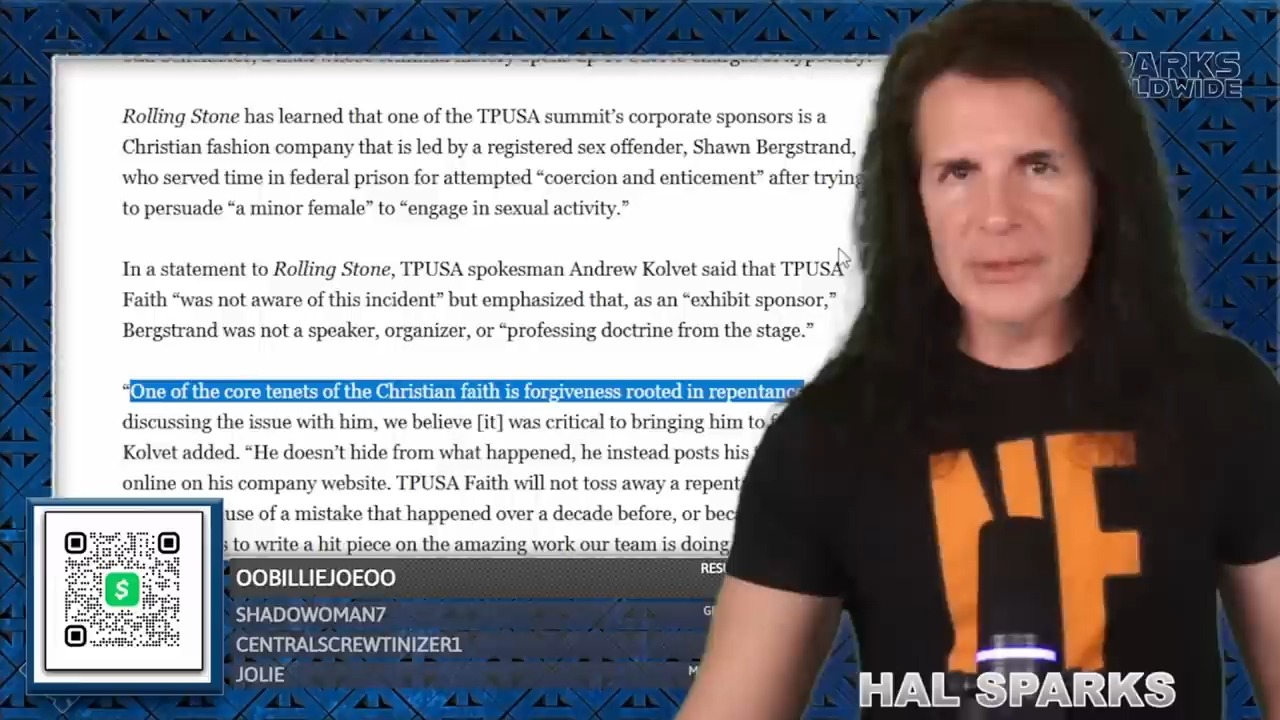 Rolling Stone has learned that one of the TPUSA summit's corporate sponsors is a
Christian fashion company that is led by a registered sex offender, Shawn Bergstrand,
who served time in federal prison for attempted "coercion and enticement" after trying
to persuade "a minor female" to "engage in sexual activity."
In a statement to Rolling Stone, TPUSA spokesman Andrew Kolvet said that TPUSA
Faith "was not aware of this incident" but emphasized that, as an "exhibit sponsor,"
Bergstrand was not a speaker, organizer, or "professing doctrine from the stage."
"One of the core tenets of the Christian faith is forgiveness rooted in repentance
discussing the issue with him, we believe [it] was critical to bringing him to
Kolvet added. "He doesn't hide from what happened, he instead posts his
online on his company website. TPUSA Faith will not toss away a
of a mistake that happened over a decade before, or
to write a hit piece on the amazing work our team is doing
PARKS
LDWIDE
OOBILLIEJOEOO
SHADOWOMAN7
CENTRALSCREWTINIZER1
JOLIE
$
NF
HAL SPARKS